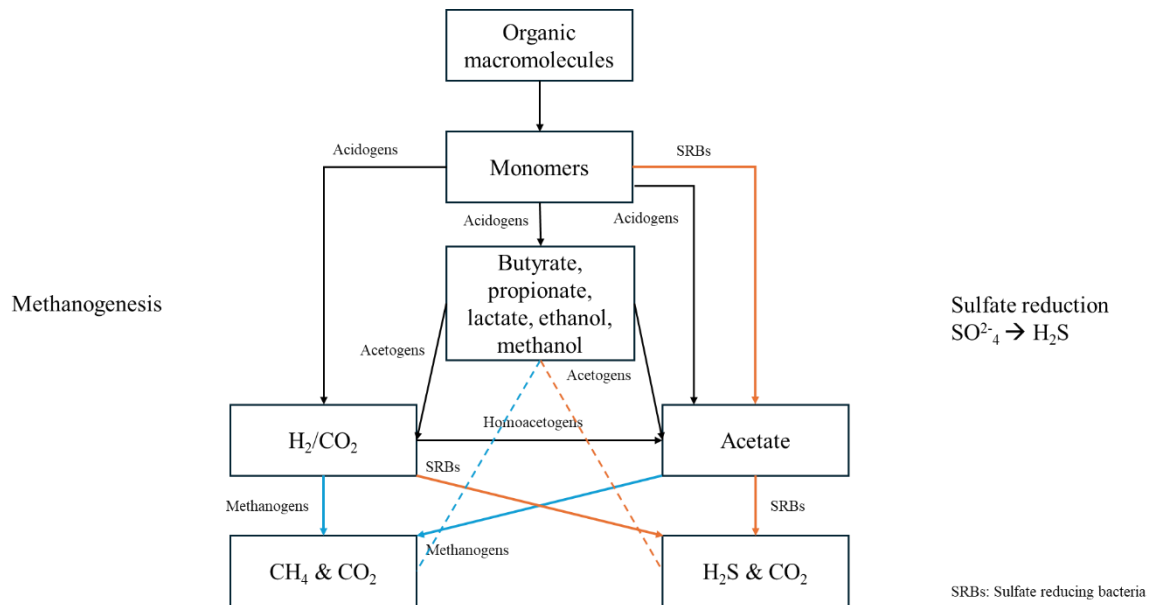 Organic
macromolecules
Acidogens
SRBs
Monomers
Acidogens
Acidogens
Butyrate,
propionate,
lactate, ethanol,
methanol
Methanogenesis
Sulfate reduction
SO²⁻₄ → H₂S
Acetogens
Acetogens
Homoacetogens
H₂/CO₂
Acetate
SRBs
Methanogens
SRBs
Methanogens
CH₄ & CO₂
H₂S & CO₂
SRBs: Sulfate reducing bacteria